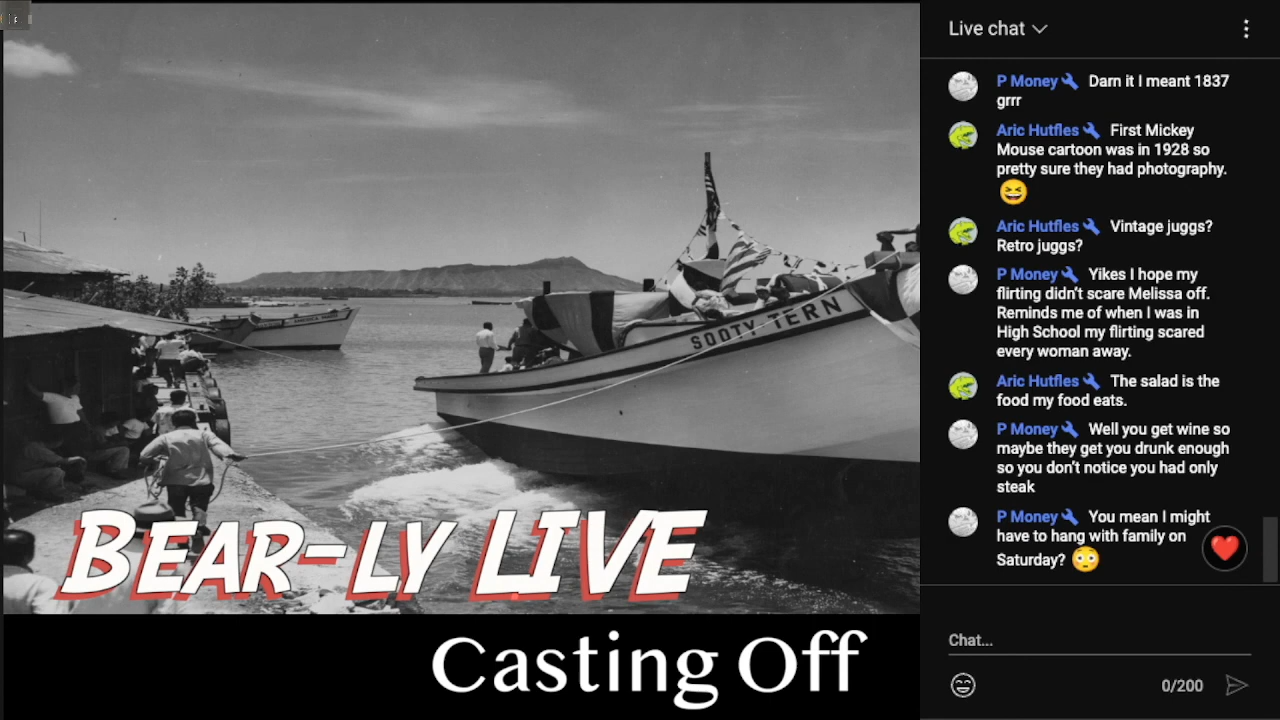 SOOTY TERN
BEAR-LY LIVE
Casting Off
Live chat
P Money Darn it I meant 1837
grrr
Aric Hutfles First Mickey
Mouse cartoon was in 1928 so
pretty sure they had photography.
Aric Hutfles Vintage juggs?
Retro juggs?
P Money Yikes I hope my
flirting didn't scare Melissa off.
Reminds me of when I was in
High School my flirting scared
every woman away.
Aric Hutfles The salad is the
food my food eats.
P Money Well you get wine so
maybe they get you drunk enough
so you don't notice you had only
steak
P Money You mean I might
have to hang with family on
Saturday?
Chat...
0/200